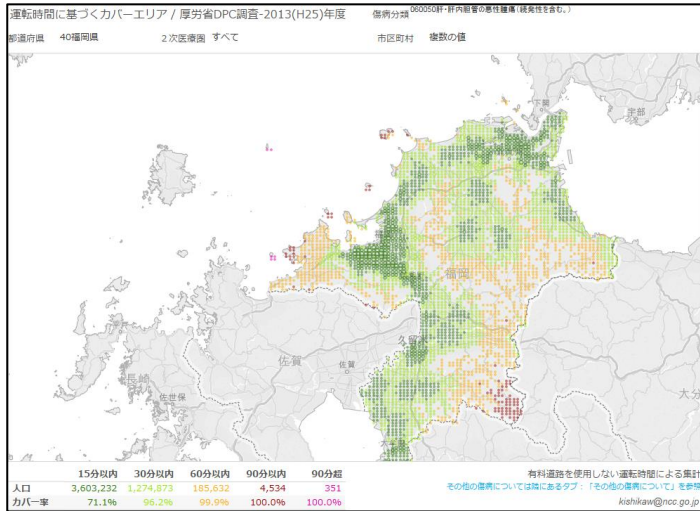 運転時間に基づくカバーエリア / 厚労省DPC調査-2013(H25)年度
傷病分類 060050肝・肝内胆管の悪性腫瘍(続発性を含む。)
都道府県 40福岡県 2次医療圏 すべて 市区町村 複数の値
下関
宇部
福岡
久留米
佐賀
佐賀
長崎
佐世保
大分
15分以内 30分以内 60分以内 90分以内 90分超
人口 3,603,232 1,274,873 185,632 4,534 351
カバー率 71.1% 96.2% 99.9% 100.0% 100.0%
有料道路を使用しない運転時間による集計
その他の傷病については隣にあるタブ：「その他の傷病について」を参照
kishikaw@ncc.go.jp